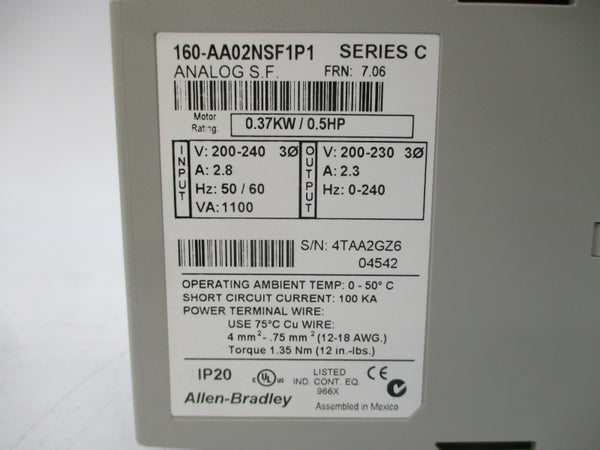 160-AA02NSF1P1 SERIES C
ANALOG S.F. FRN: 7.06
Motor Rating: 0.37KW / 0.5HP
INPUT
V: 200-240 3Ø
A: 2.8
Hz: 50 / 60
VA: 1100
OUTPUT
V: 200-230 3Ø
A: 2.3
Hz: 0-240
S/N: 4TAA2GZ6
04542
OPERATING AMBIENT TEMP: 0 - 50° C
SHORT CIRCUIT CURRENT: 100 KA
POWER TERMINAL WIRE:
USE 75°C Cu WIRE:
4 mm² - .75 mm² (12-18 AWG.)
Torque 1.35 Nm (12 in.-lbs.)
IP20 c UL us LISTED CE
IND. CONT. EQ.
966X
Allen-Bradley Assembled in Mexico